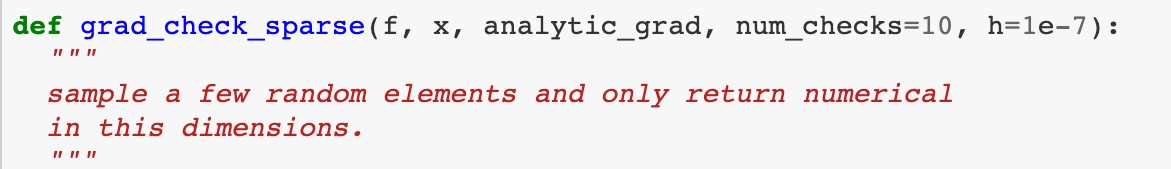 def grad_check_sparse(f, x, analytic_grad, num_checks=10, h=1e-7):
"""
sample a few random elements and only return numerical
in this dimensions.
"""